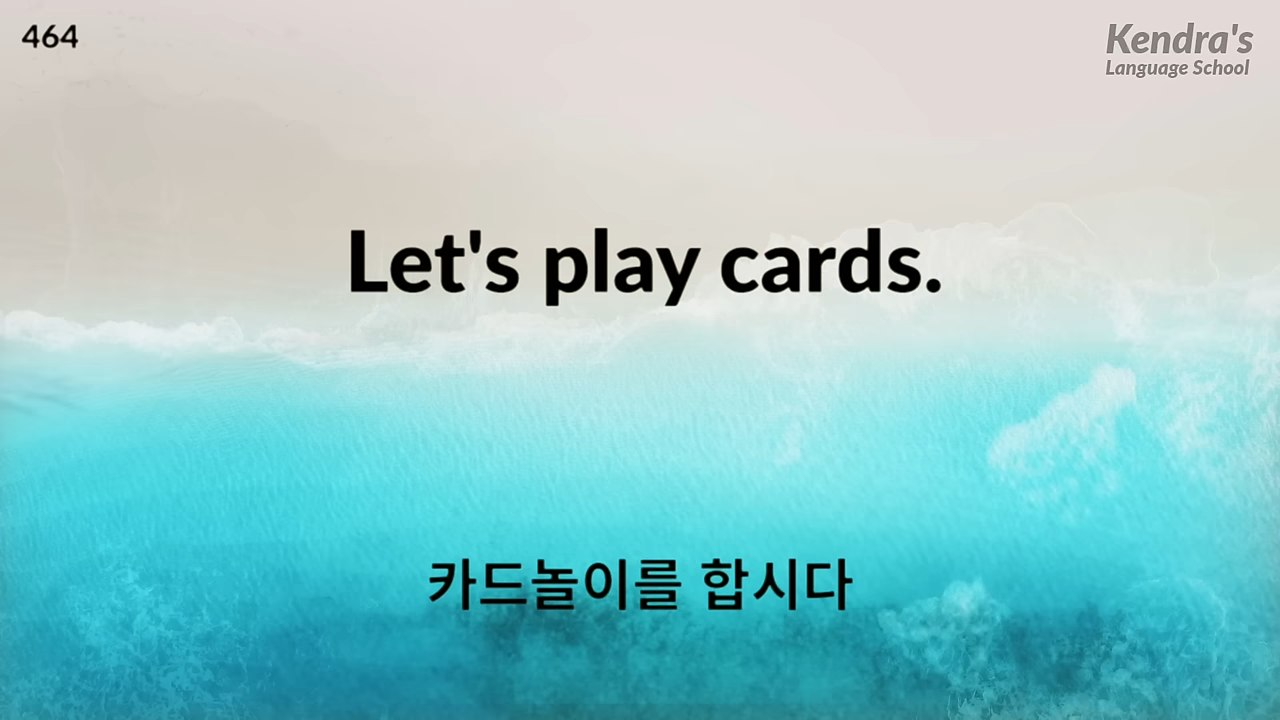 464
Kendra's
Language School
Let's play cards.
카드놀이를 합시다